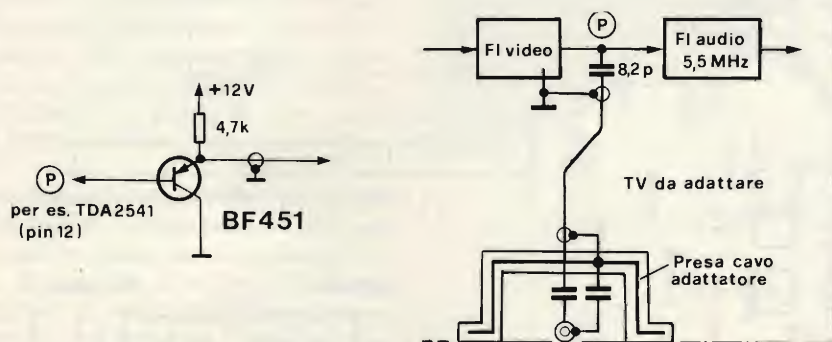 +12V
4,7k
P
per es. TDA2541
(pin 12)
BF451
P
FI video
FI audio
5,5 MHz
8,2 p
TV da adattare
Presa cavo
adattatore